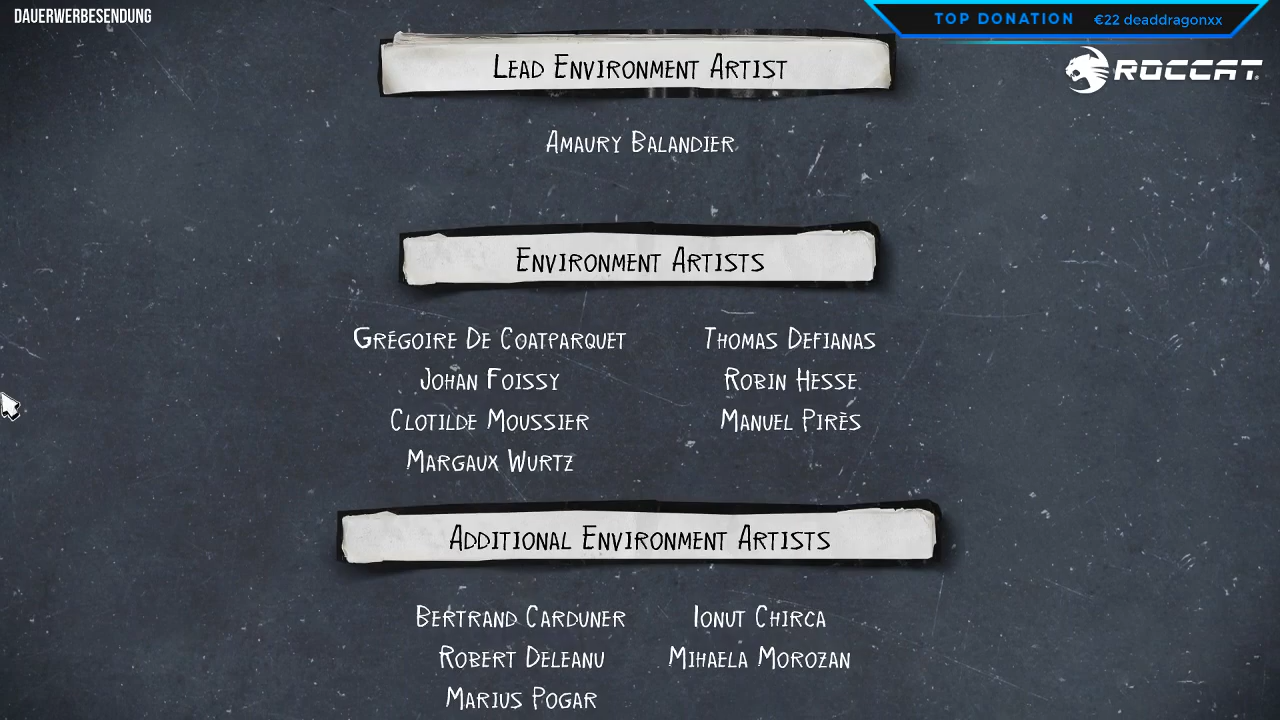 DAUERWERBESENDUNG
TOP DONATION €22 deaddragonxx
ROCCAT
Lead Environment Artist
Amaury Balandier
Environment Artists
Grégoire De Coatparquet Thomas Defianas
Johan Foissy Robin Hesse
Clotilde Moussier Manuel Pirès
Margaux Wurtz
Additional Environment Artists
Bertrand Carduner Ionut Chirca
Robert Deleanu Mihaela Morozan
Marius Pogar